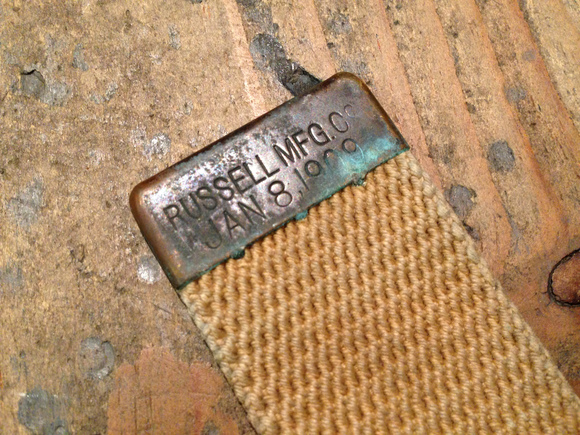 RUSSELL MFG. CO
JAN 8,